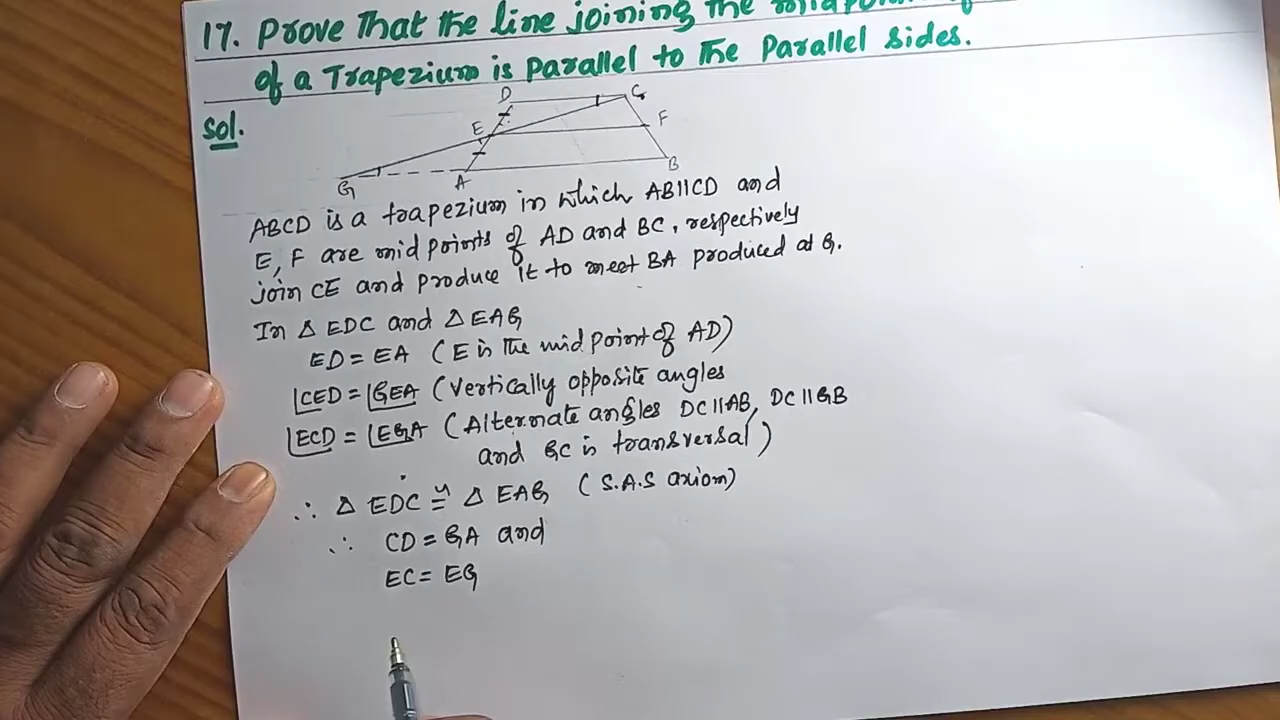 17. Prove that the line joining the midpoints of
of a Trapezium is parallel to the Parallel sides.
Sol.
D C
E F
G A B
ABCD is a trapezium in which AB||CD and
E, F are mid points of AD and BC, respectively
join CE and produce it to meet BA produced at G.
In △ EDC and △ EAG
ED = EA (E is the mid point of AD)
∠CED = ∠GEA (Vertically opposite angles
∠ECD = ∠EGA (Alternate angles DC||AB, DC||GB
and GC is transversal)
∴ △ EDC ≅ △ EAG (S.A.S axiom)
∴ CD = GA and
EC = EG